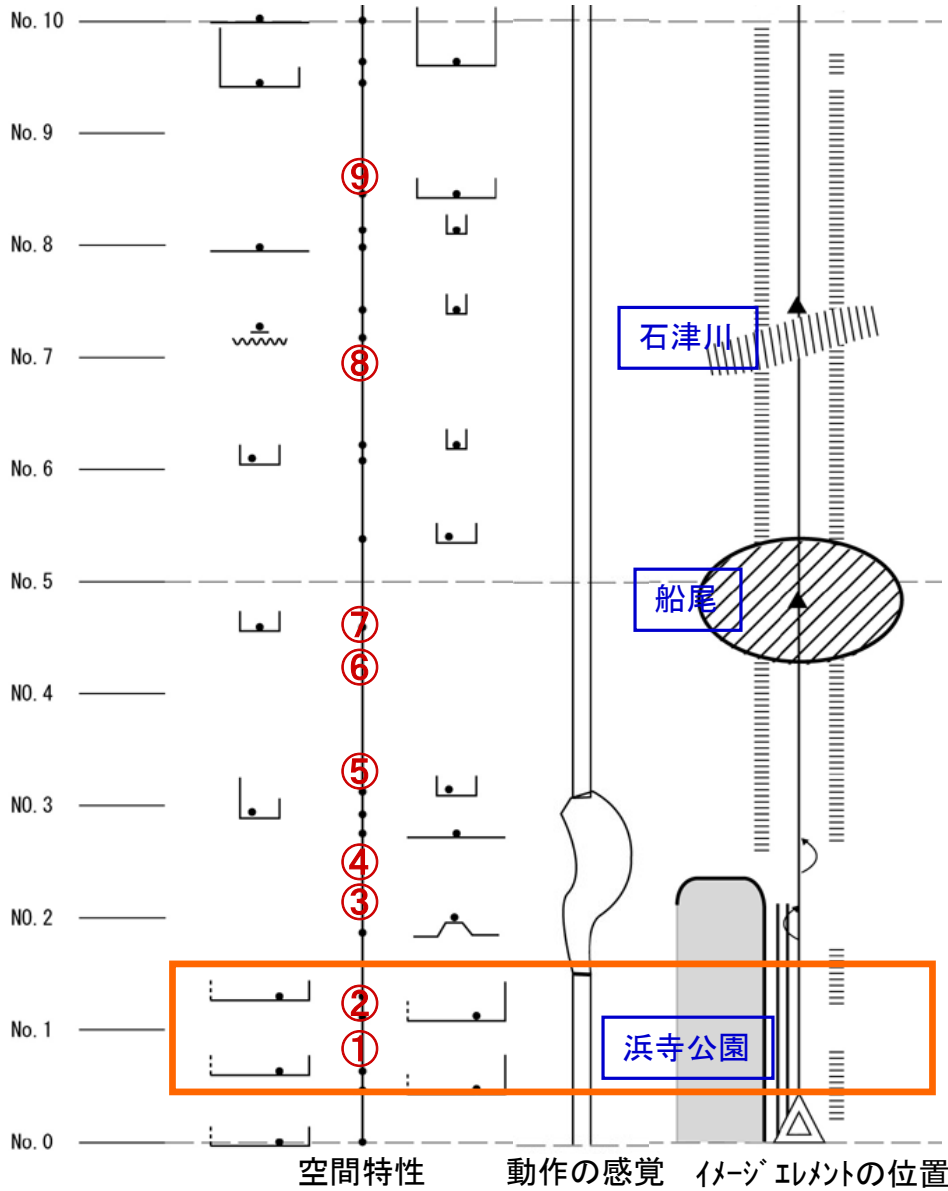 No. 10
No. 9
⑨
No. 8
石津川
No. 7
⑧
No. 6
No. 5
船尾
⑦
⑥
NO. 4
⑤
NO. 3
④
③
NO. 2
②
No. 1
①
浜寺公園
No. 0
空間特性 動作の感覚 ｲﾒｰｼﾞ ｴﾚﾒﾝﾄの位置